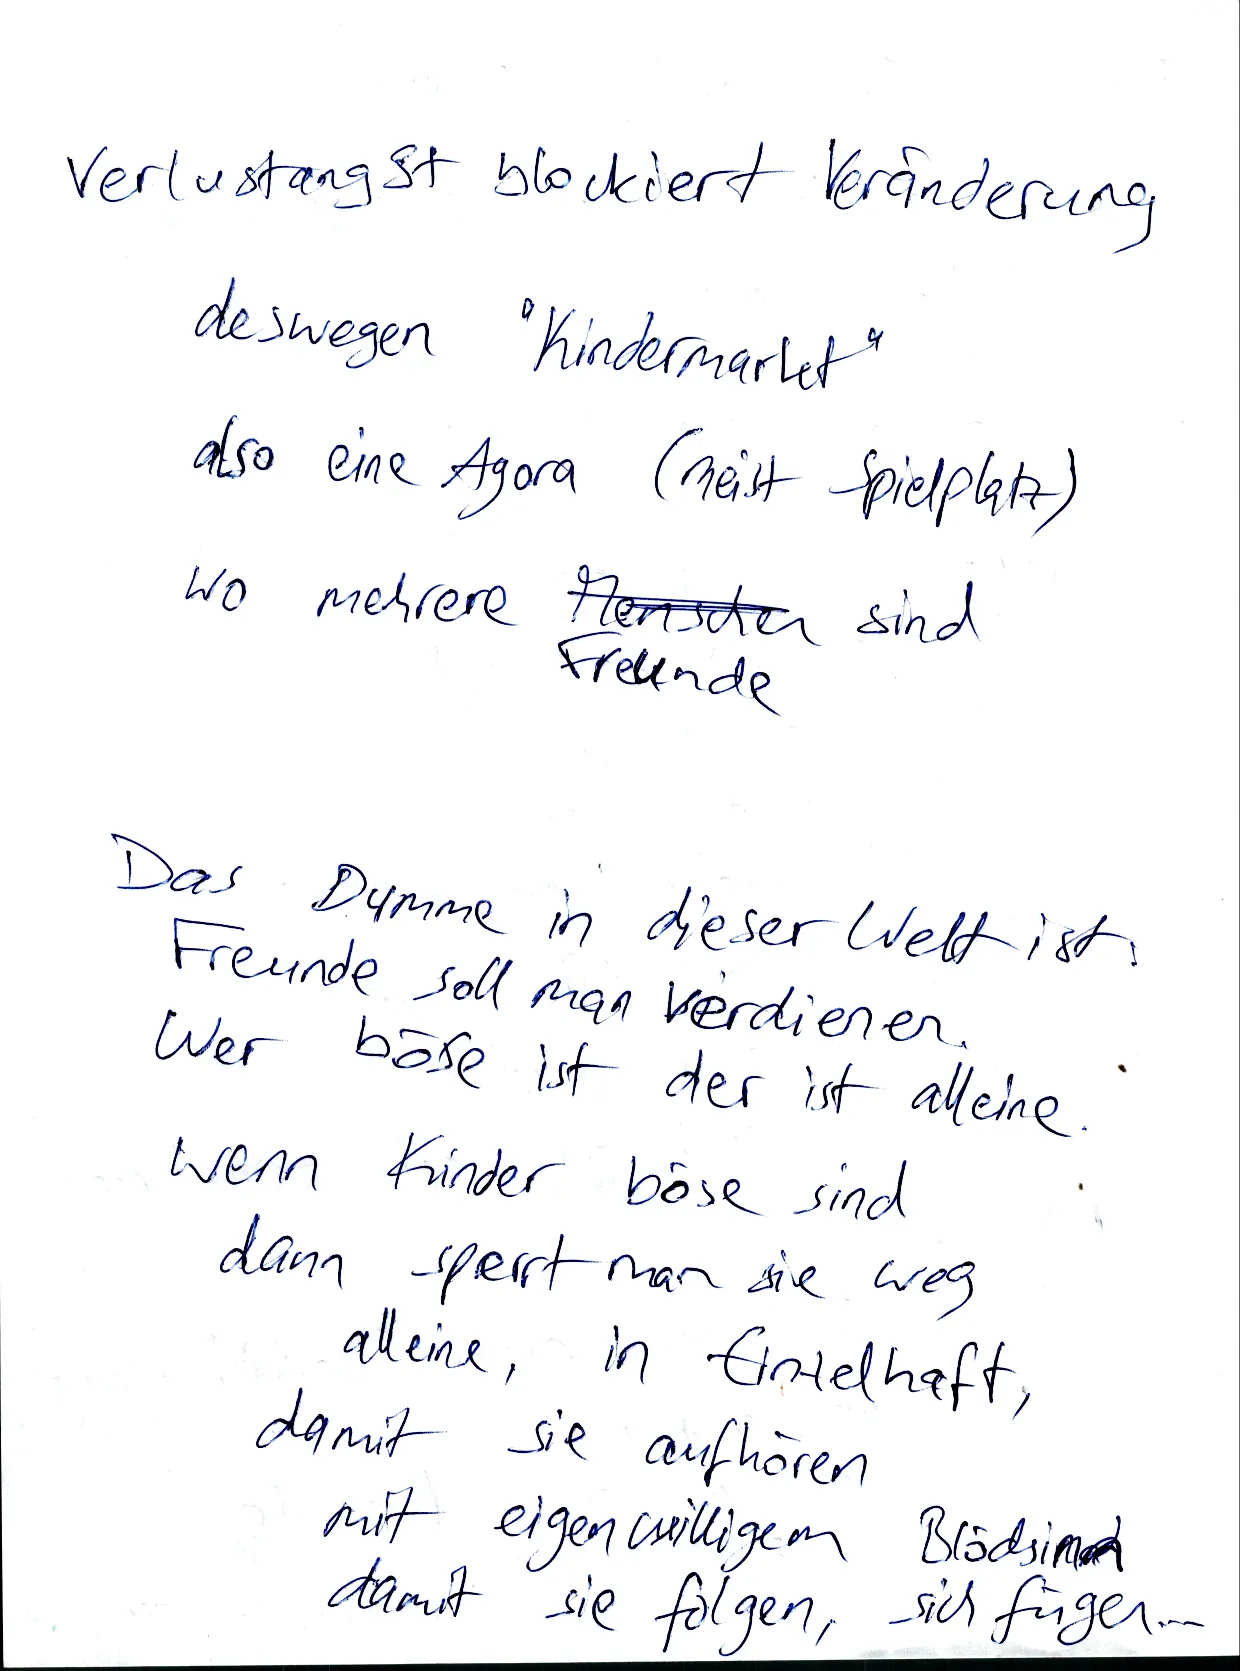 Verlustangst blockiert Veränderung
deswegen "Kindermarkt"
also eine Agora (meist Spielplatz)
wo mehrere Menschen sind
Freunde
Das Dumme in dieser Welt ist:
Freunde soll man verdienen.
Wer böse ist der ist alleine.
Wenn Kinder böse sind
dann sperrt man sie weg
alleine, in Einzelhaft,
damit sie aufhören
mit eigenwilligem Blödsinn
damit sie folgen, sich fügen...